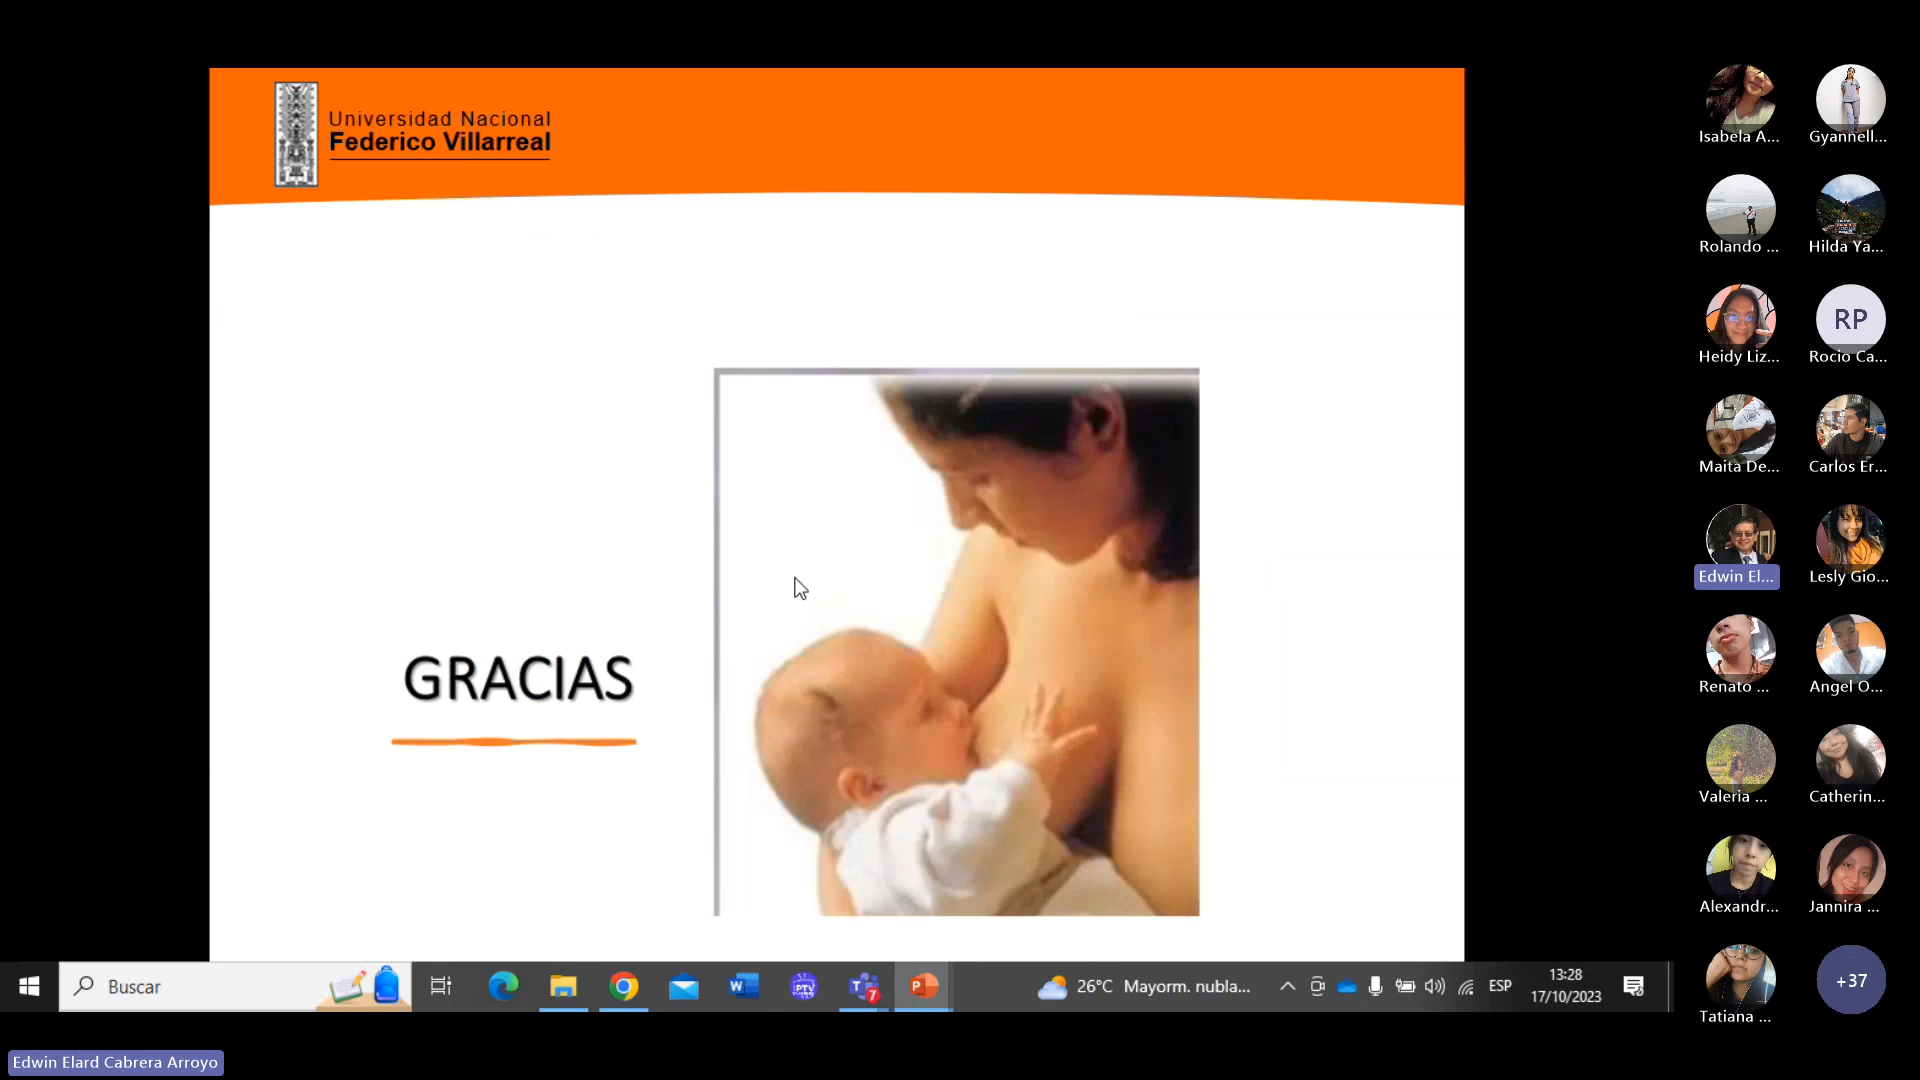 Universidad Nacional
Federico Villarreal
GRACIAS
Isabela A...
Gyannell...
Rolando ...
Hilda Ya...
Heidy Liz...
RP
Rocio Ca...
Maita De...
Carlos Er...
Edwin El...
Lesly Gio...
Renato ...
Angel O...
Valeria ...
Catherin...
Alexandr...
Jannira ...
Tatiana ...
+37
Buscar
7
26°C Mayorm. nubla...
ESP
13:28
17/10/2023
Edwin Elard Cabrera Arroyo